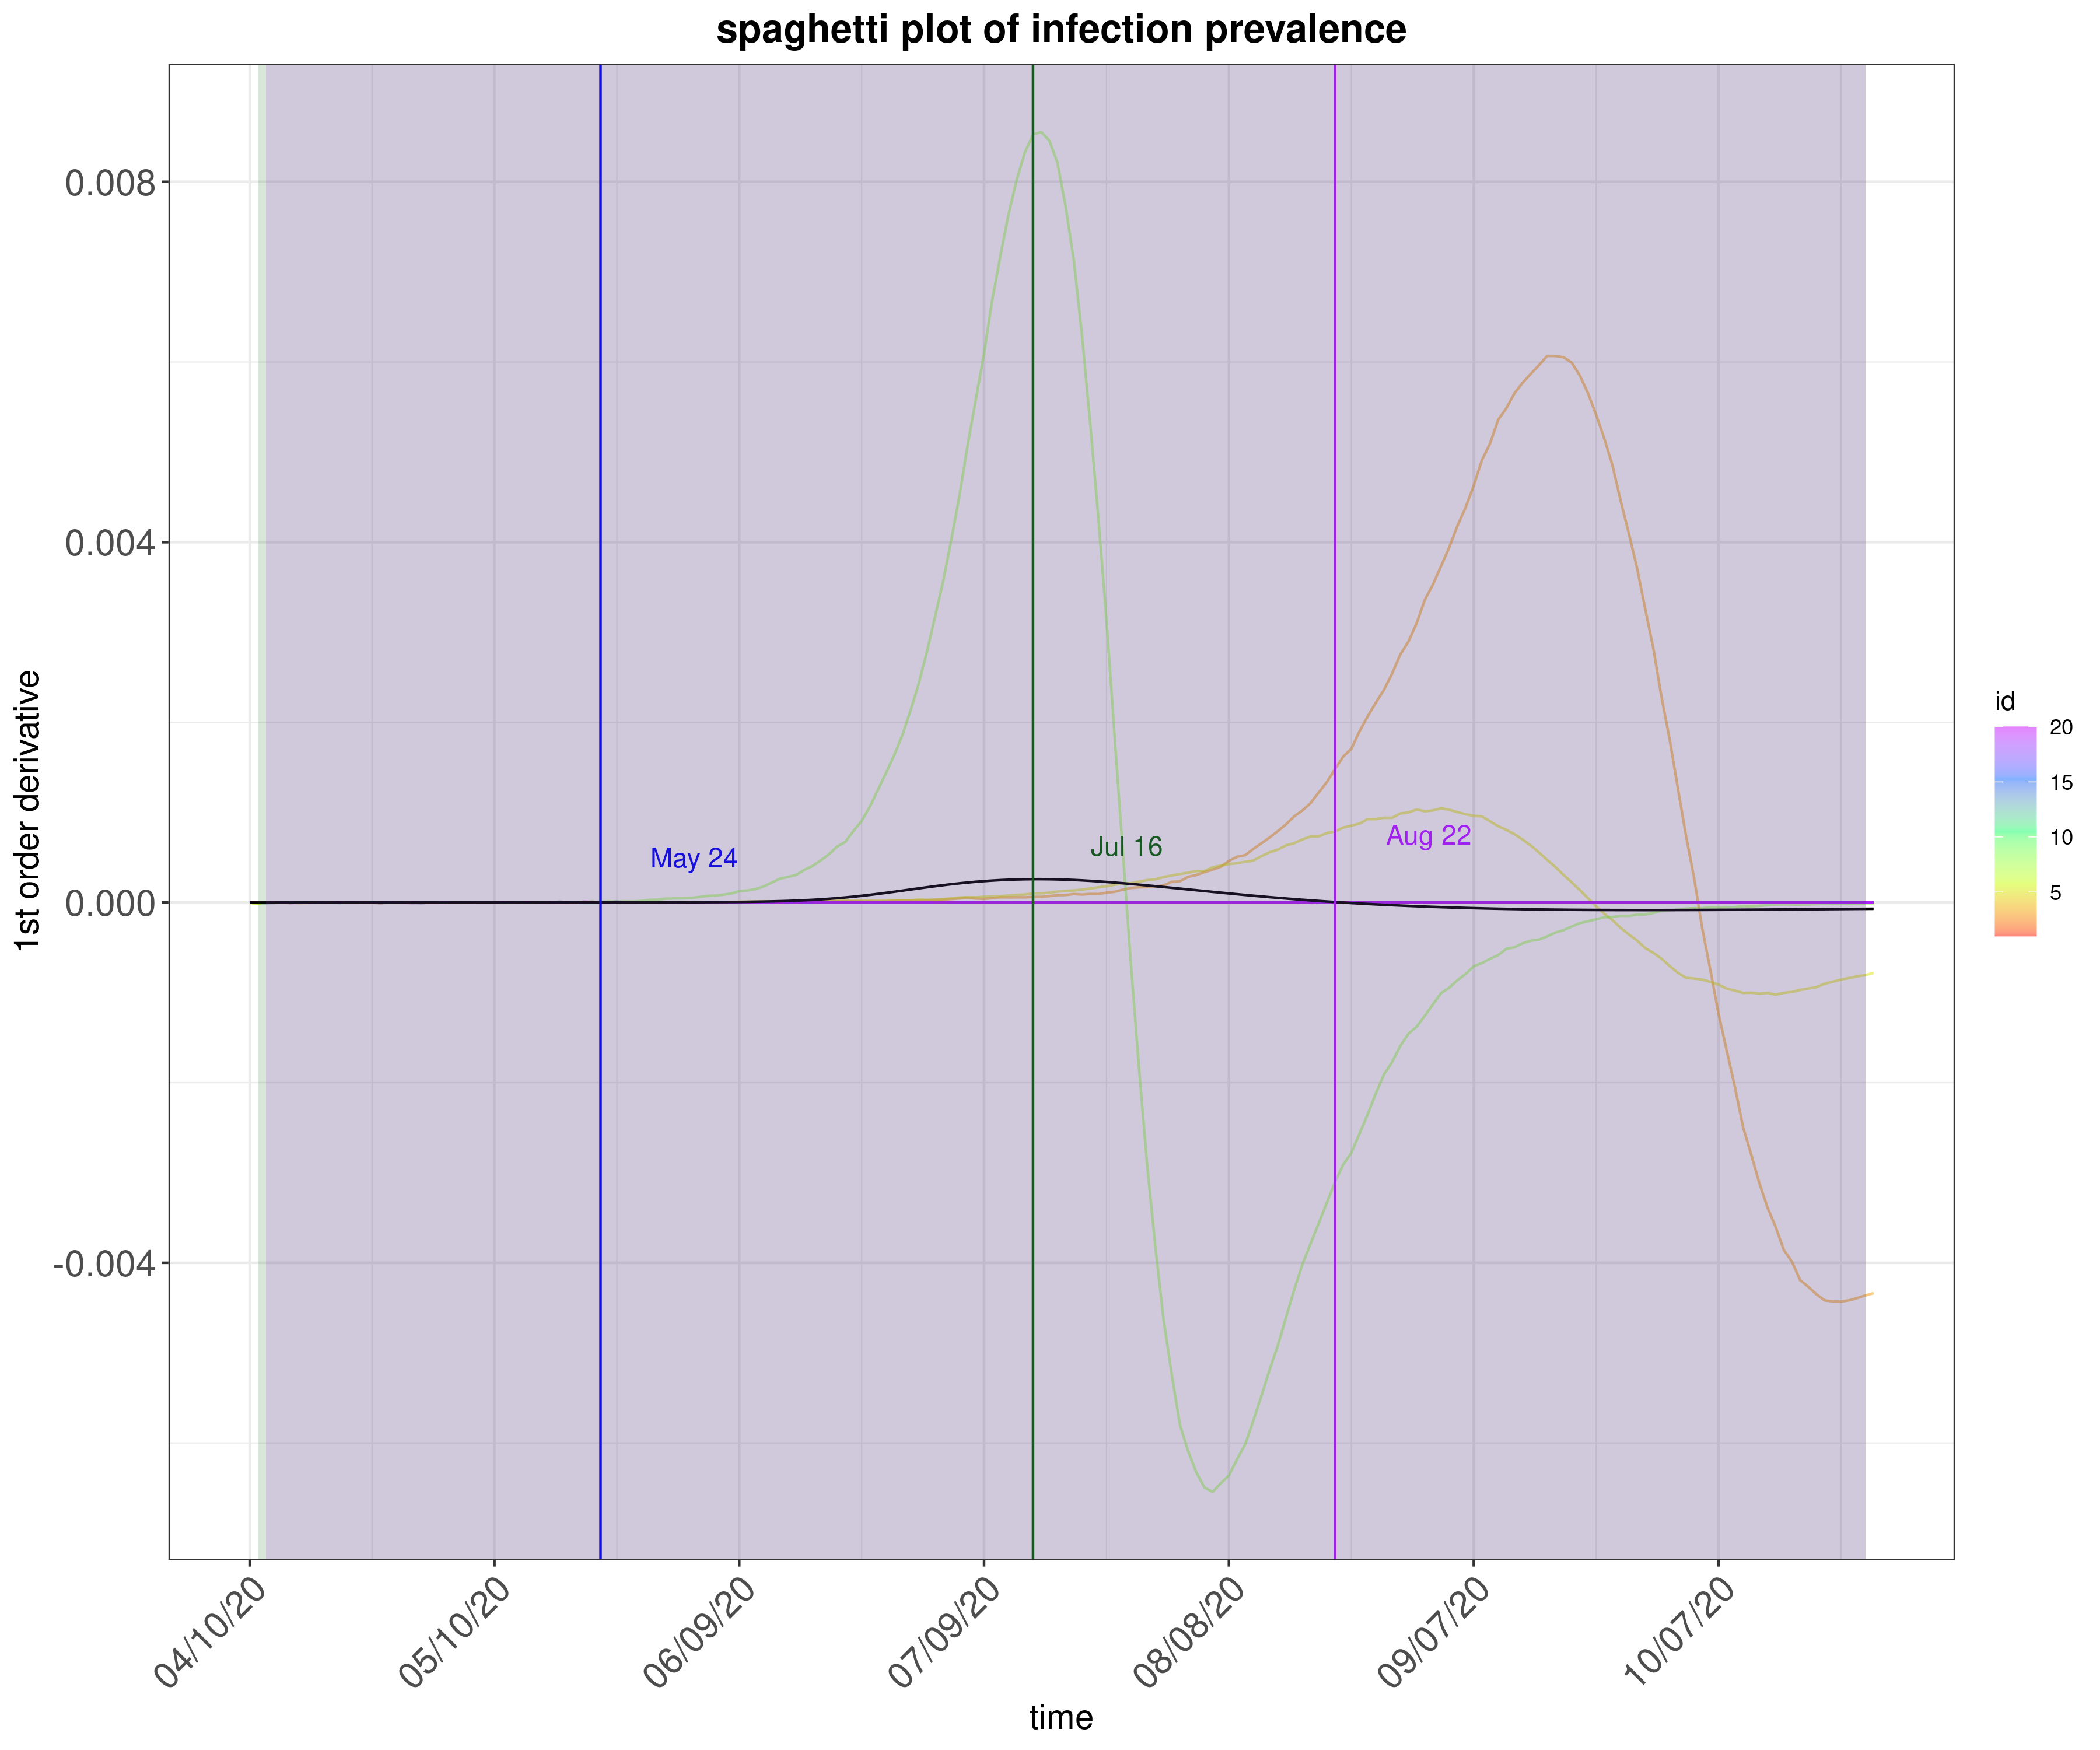 spaghetti plot of infection prevalence
1st order derivative
0.008
0.004
0.000
-0.004
May 24
Jul 16
Aug 22
04/10/20
05/10/20
06/09/20
07/09/20
08/08/20
09/07/20
10/07/20
time
id
20
15
10
5